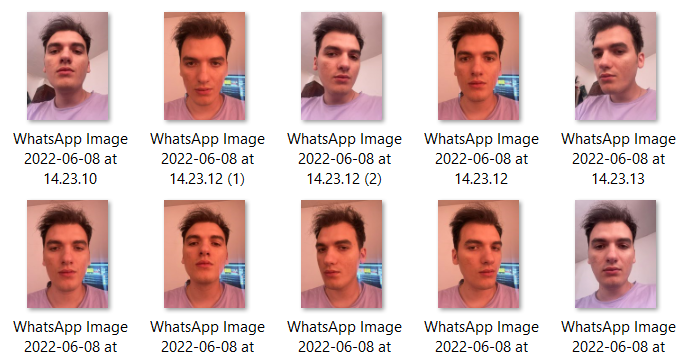 WhatsApp Image
2022-06-08 at
14.23.10
WhatsApp Image
2022-06-08 at
14.23.12 (1)
WhatsApp Image
2022-06-08 at
14.23.12 (2)
WhatsApp Image
2022-06-08 at
14.23.12
WhatsApp Image
2022-06-08 at
14.23.13
WhatsApp Image
2022-06-08 at
WhatsApp Image
2022-06-08 at
WhatsApp Image
2022-06-08 at
WhatsApp Image
2022-06-08 at
WhatsApp Image
2022-06-08 at